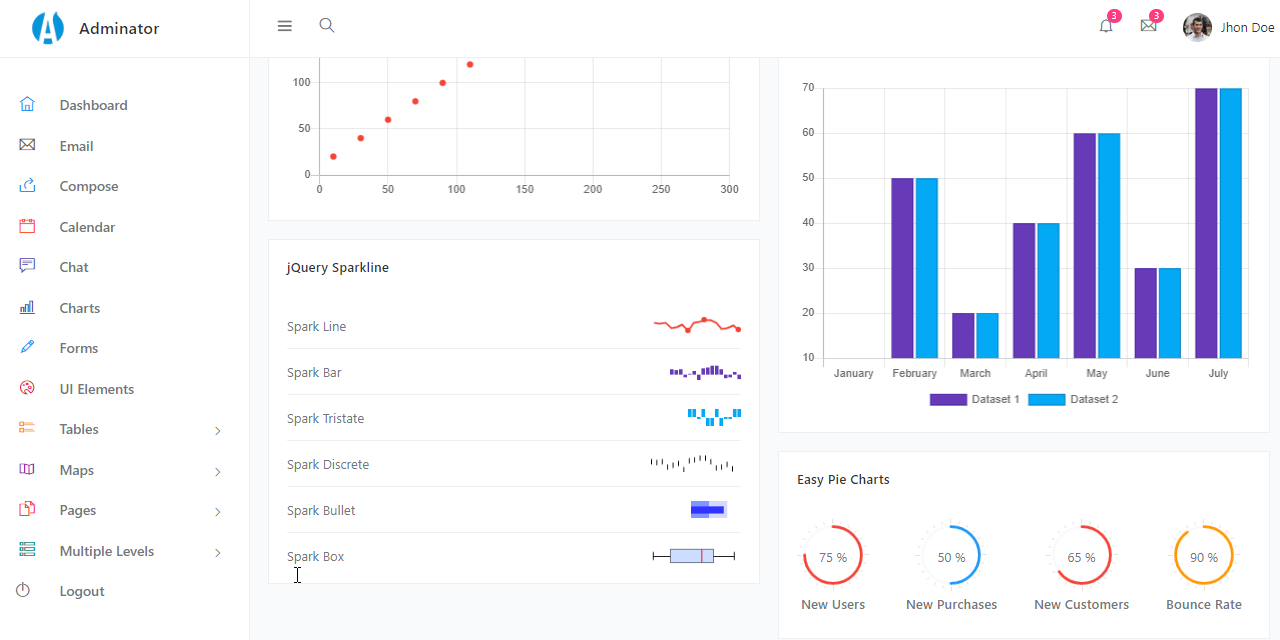 Adminator
3
3
Jhon Doe
Dashboard
Email
Compose
Calendar
Chat
Charts
Forms
UI Elements
Tables
Maps
Pages
Multiple Levels
Logout
100
50
0
0 50 100 150 200 250 300
jQuery Sparkline
Spark Line
Spark Bar
Spark Tristate
Spark Discrete
Spark Bullet
Spark Box
70
60
50
40
30
20
10
January February March April May June July
Dataset 1 Dataset 2
Easy Pie Charts
75 % 50 % 65 % 90 %
New Users New Purchases New Customers Bounce Rate